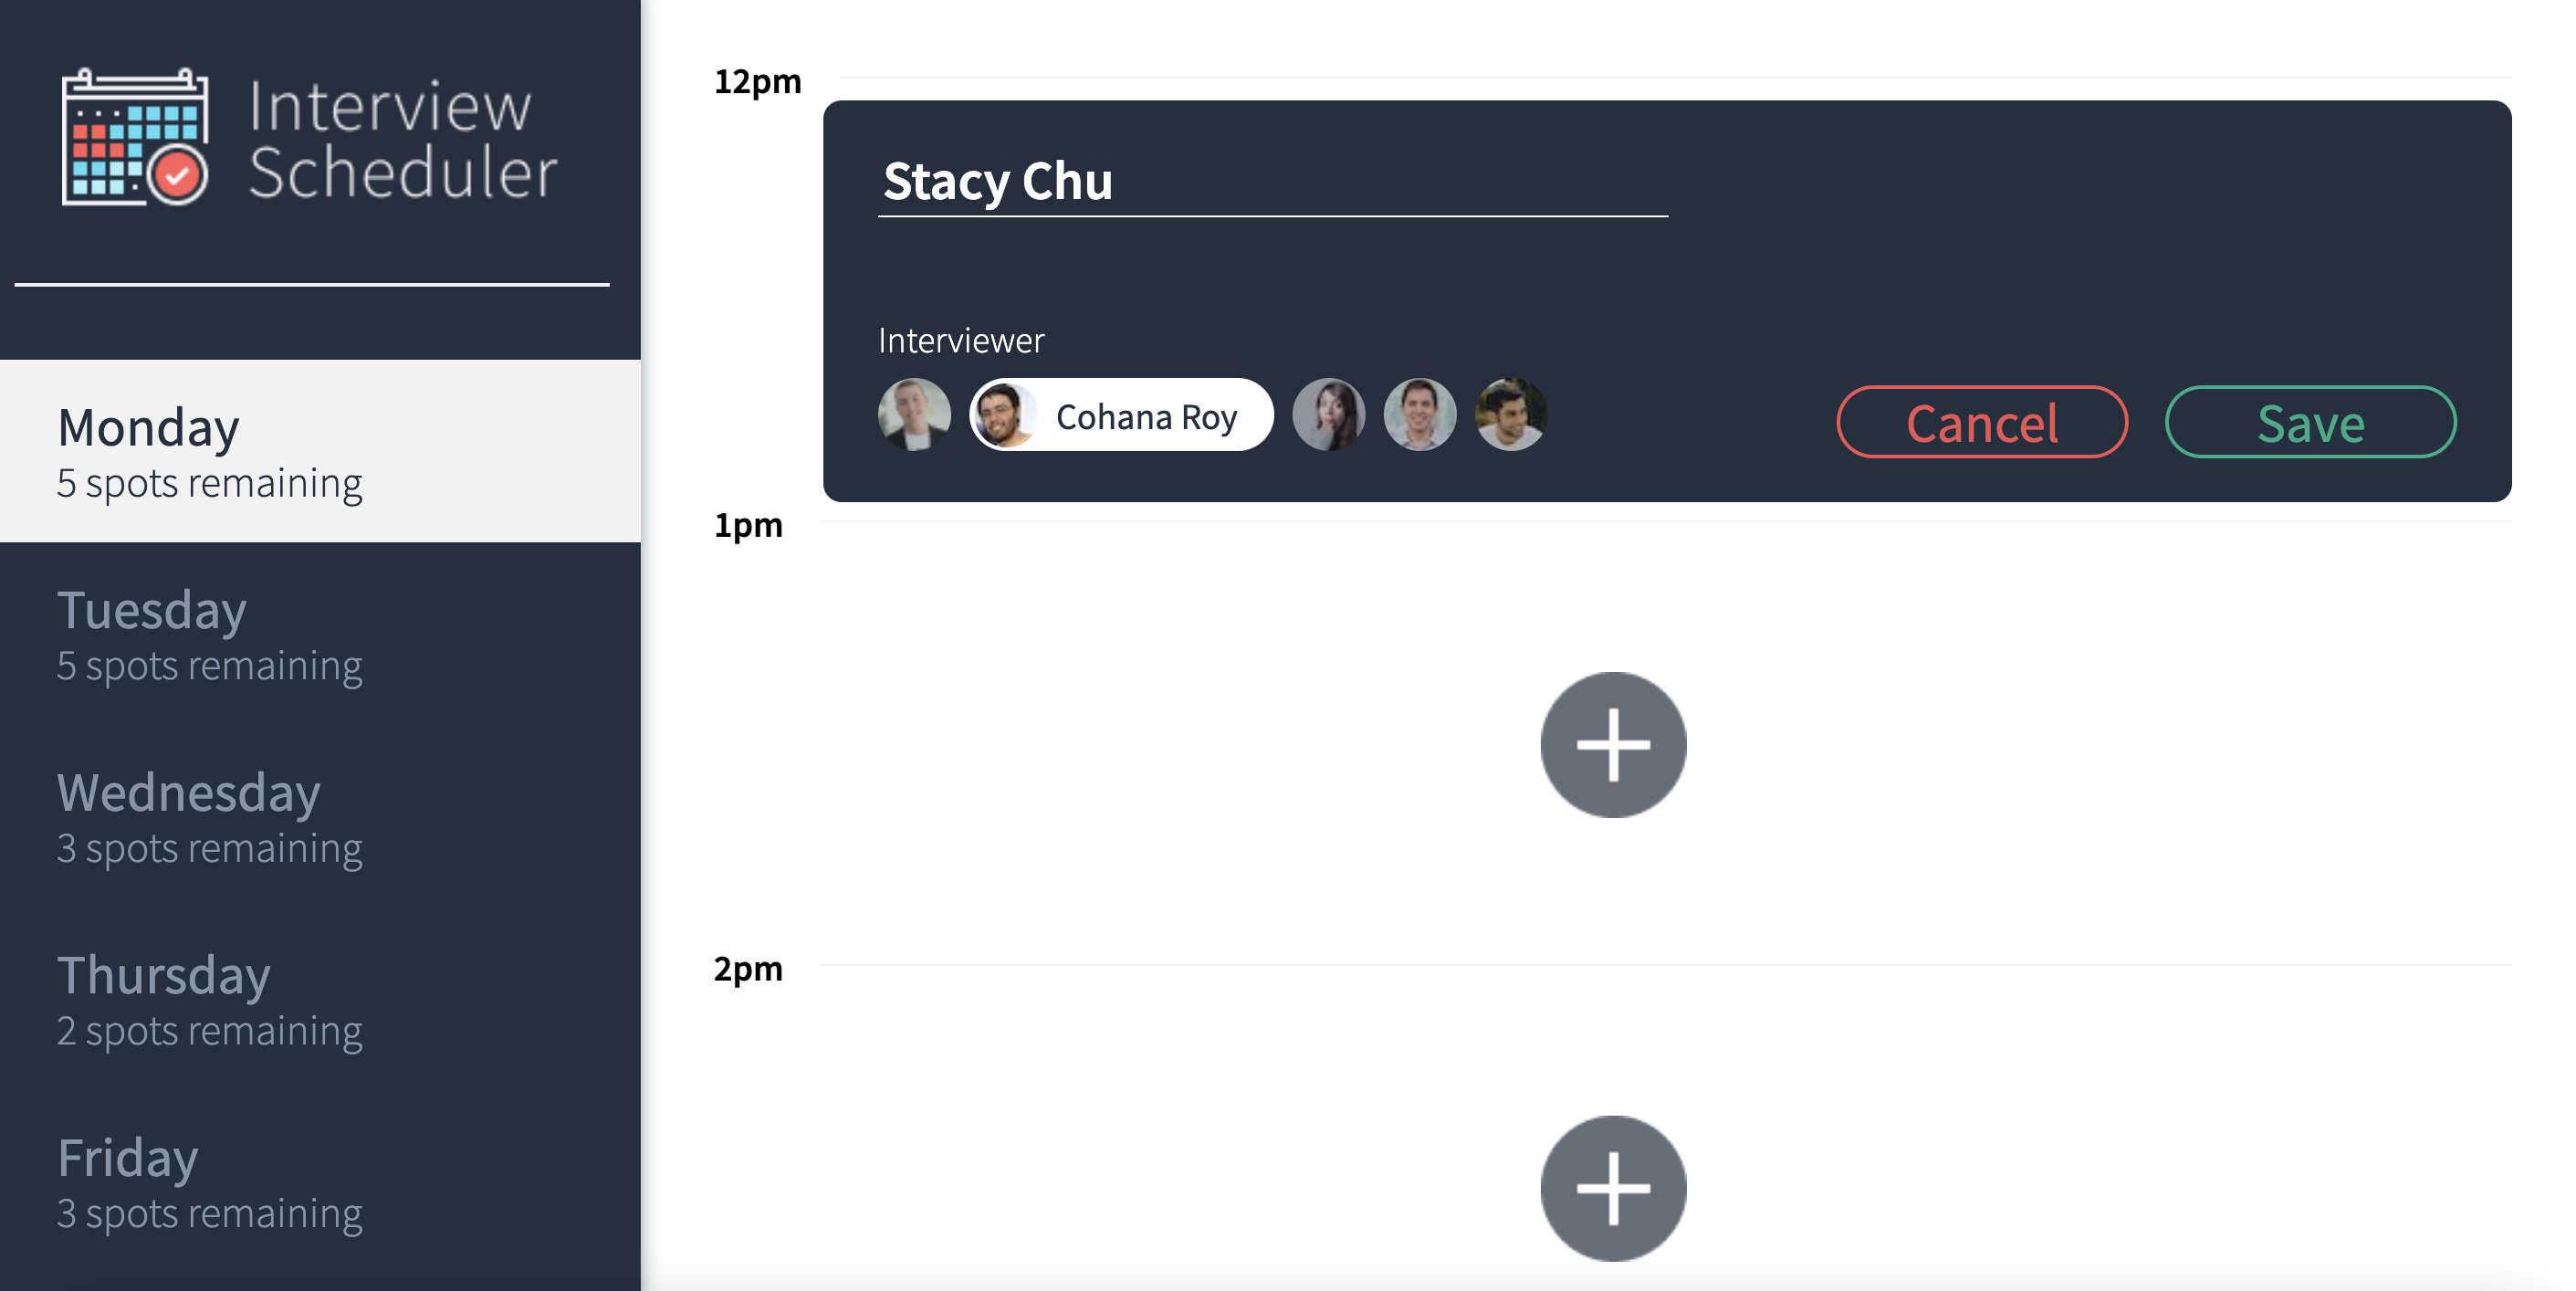 Interview
Scheduler
Monday
5 spots remaining
Tuesday
5 spots remaining
Wednesday
3 spots remaining
Thursday
2 spots remaining
Friday
3 spots remaining
12pm
Stacy Chu
Interviewer
Cohana Roy
Cancel
Save
1pm
2pm